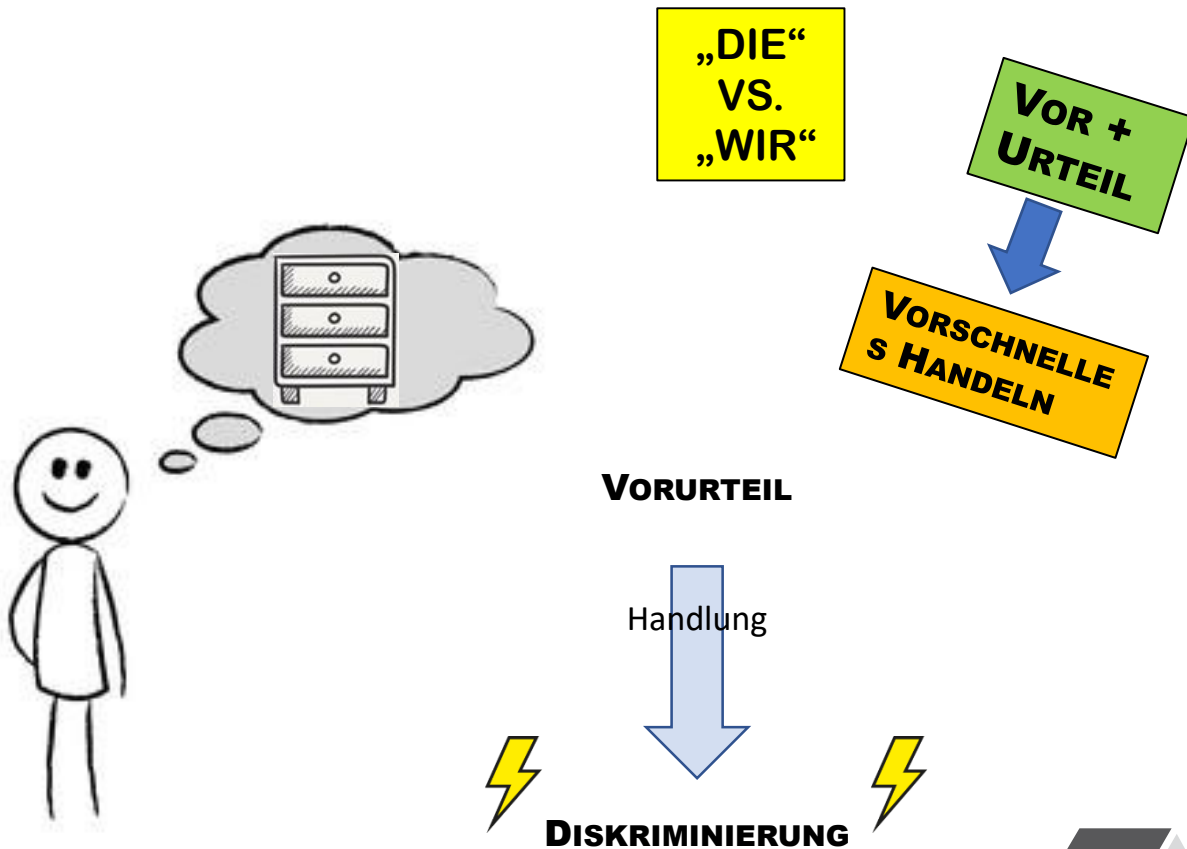 „DIE“
VS.
„WIR“
VOR +
URTEIL
VORSCHNELLE
S HANDELN
VORURTEIL
Handlung
DISKRIMINIERUNG